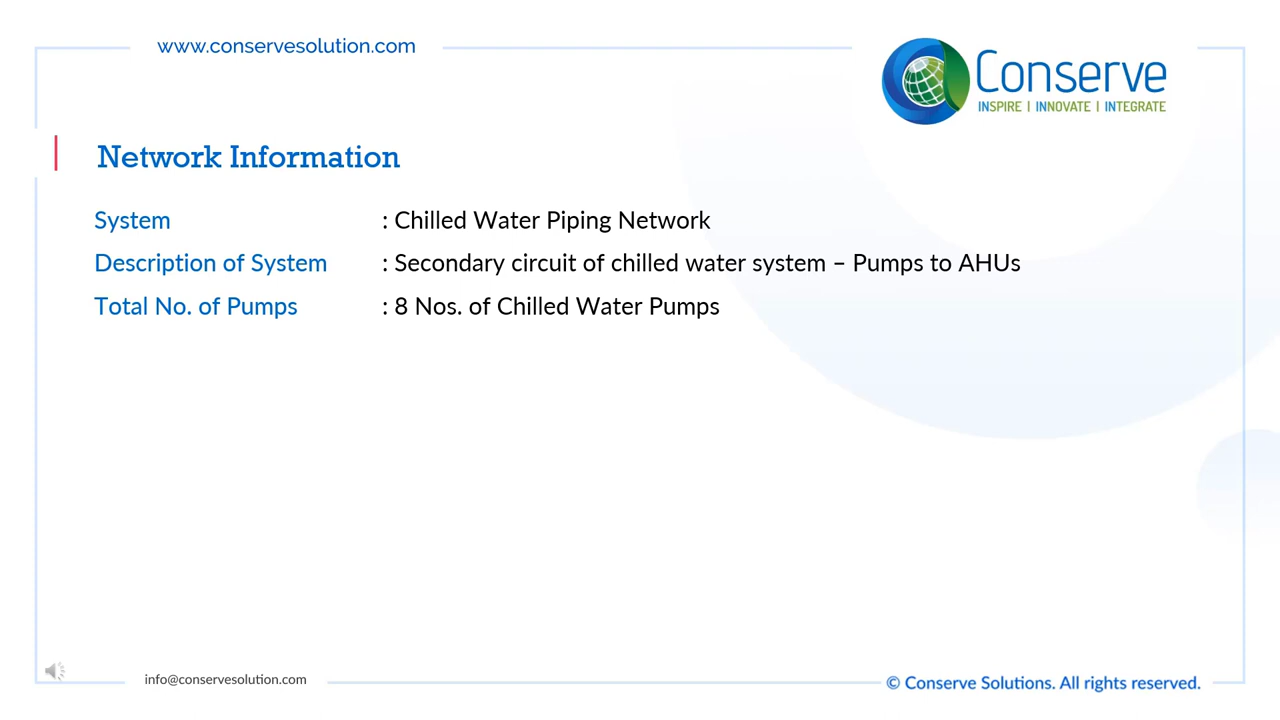 www.conservesolution.com
Conserve
INSPIRE | INNOVATE | INTEGRATE
Network Information
System : Chilled Water Piping Network
Description of System : Secondary circuit of chilled water system – Pumps to AHUs
Total No. of Pumps : 8 Nos. of Chilled Water Pumps
info@conservesolution.com
© Conserve Solutions. All rights reserved.